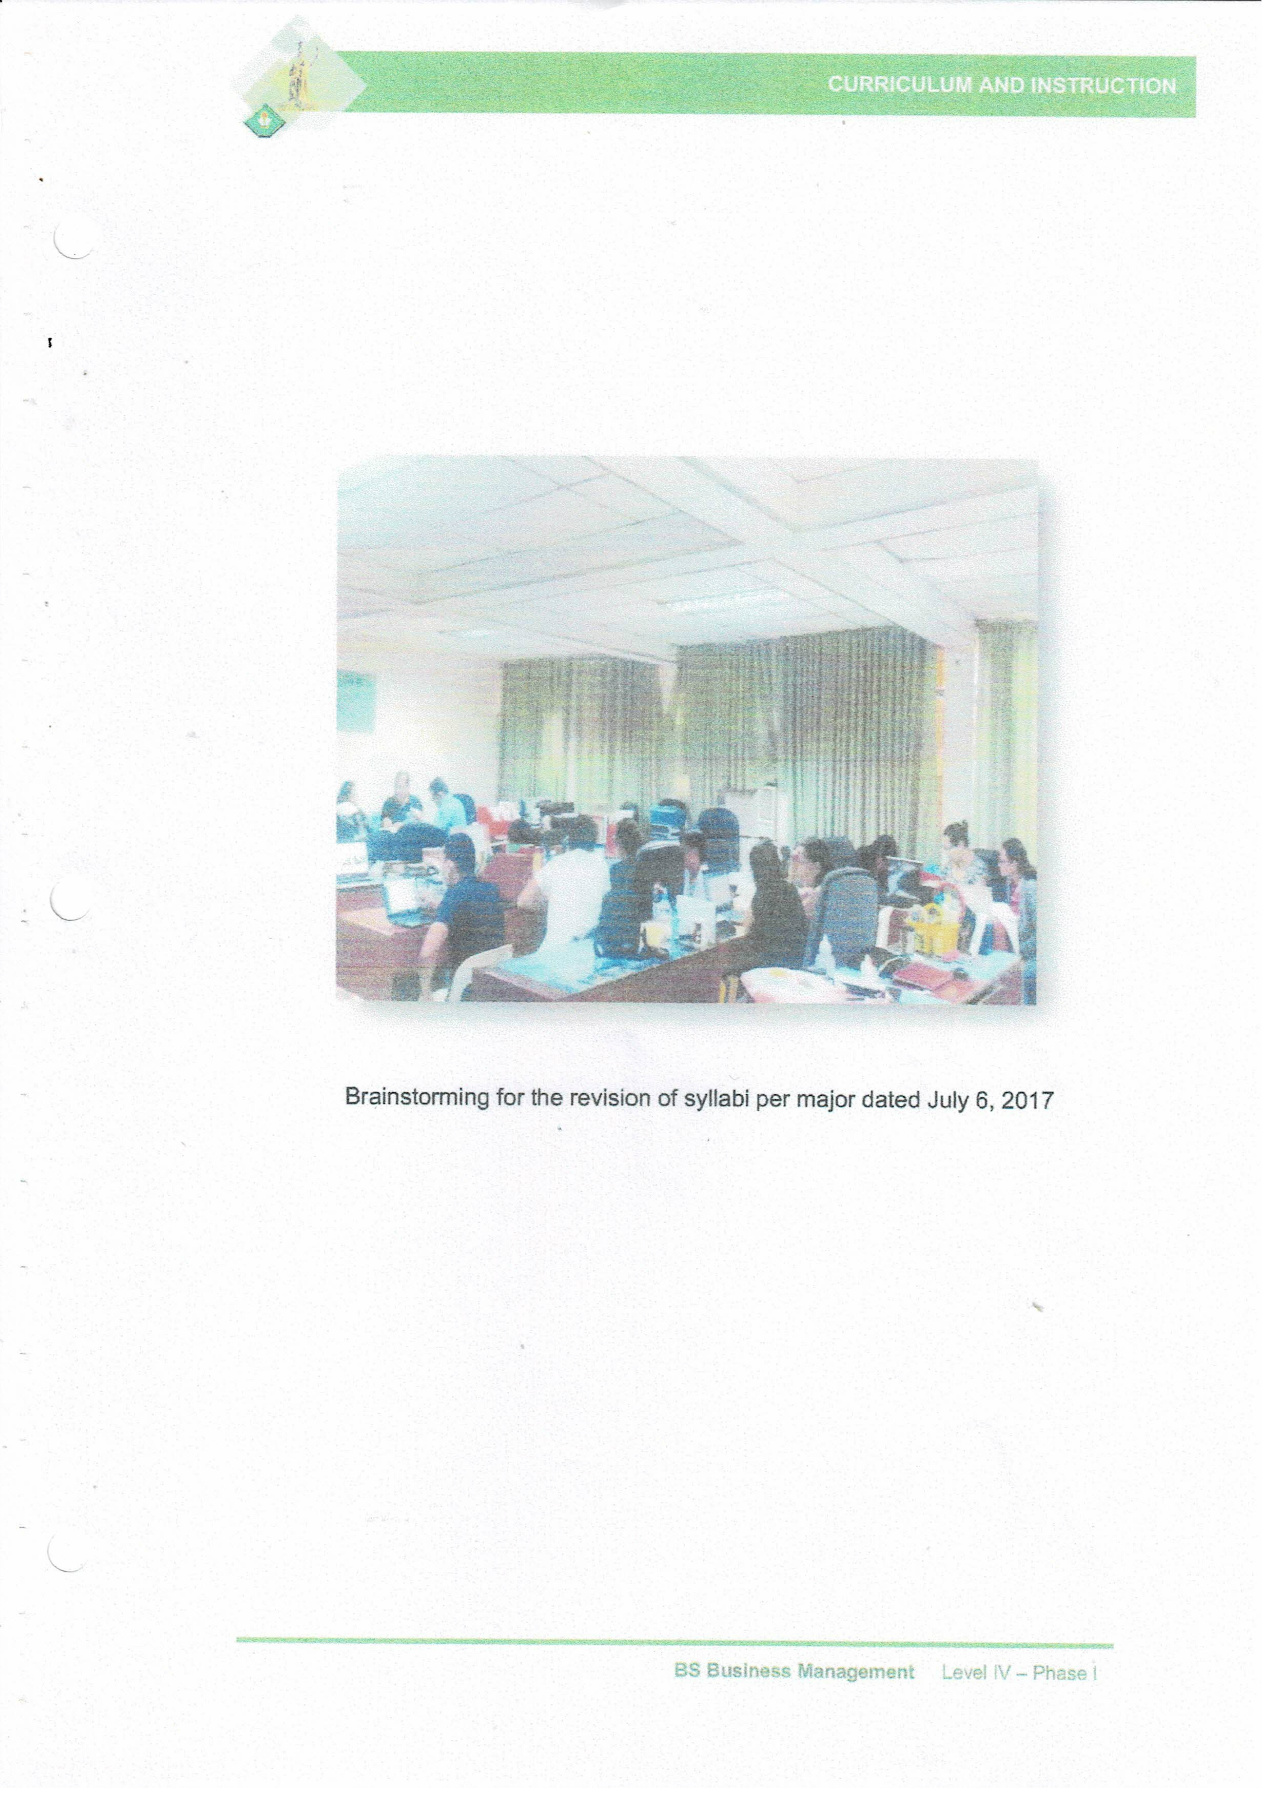 CURRICULUM AND INSTRUCTION
Brainstorming for the revision of syllabi per major dated July 6, 2017
BS Business Management Level IV – Phase I